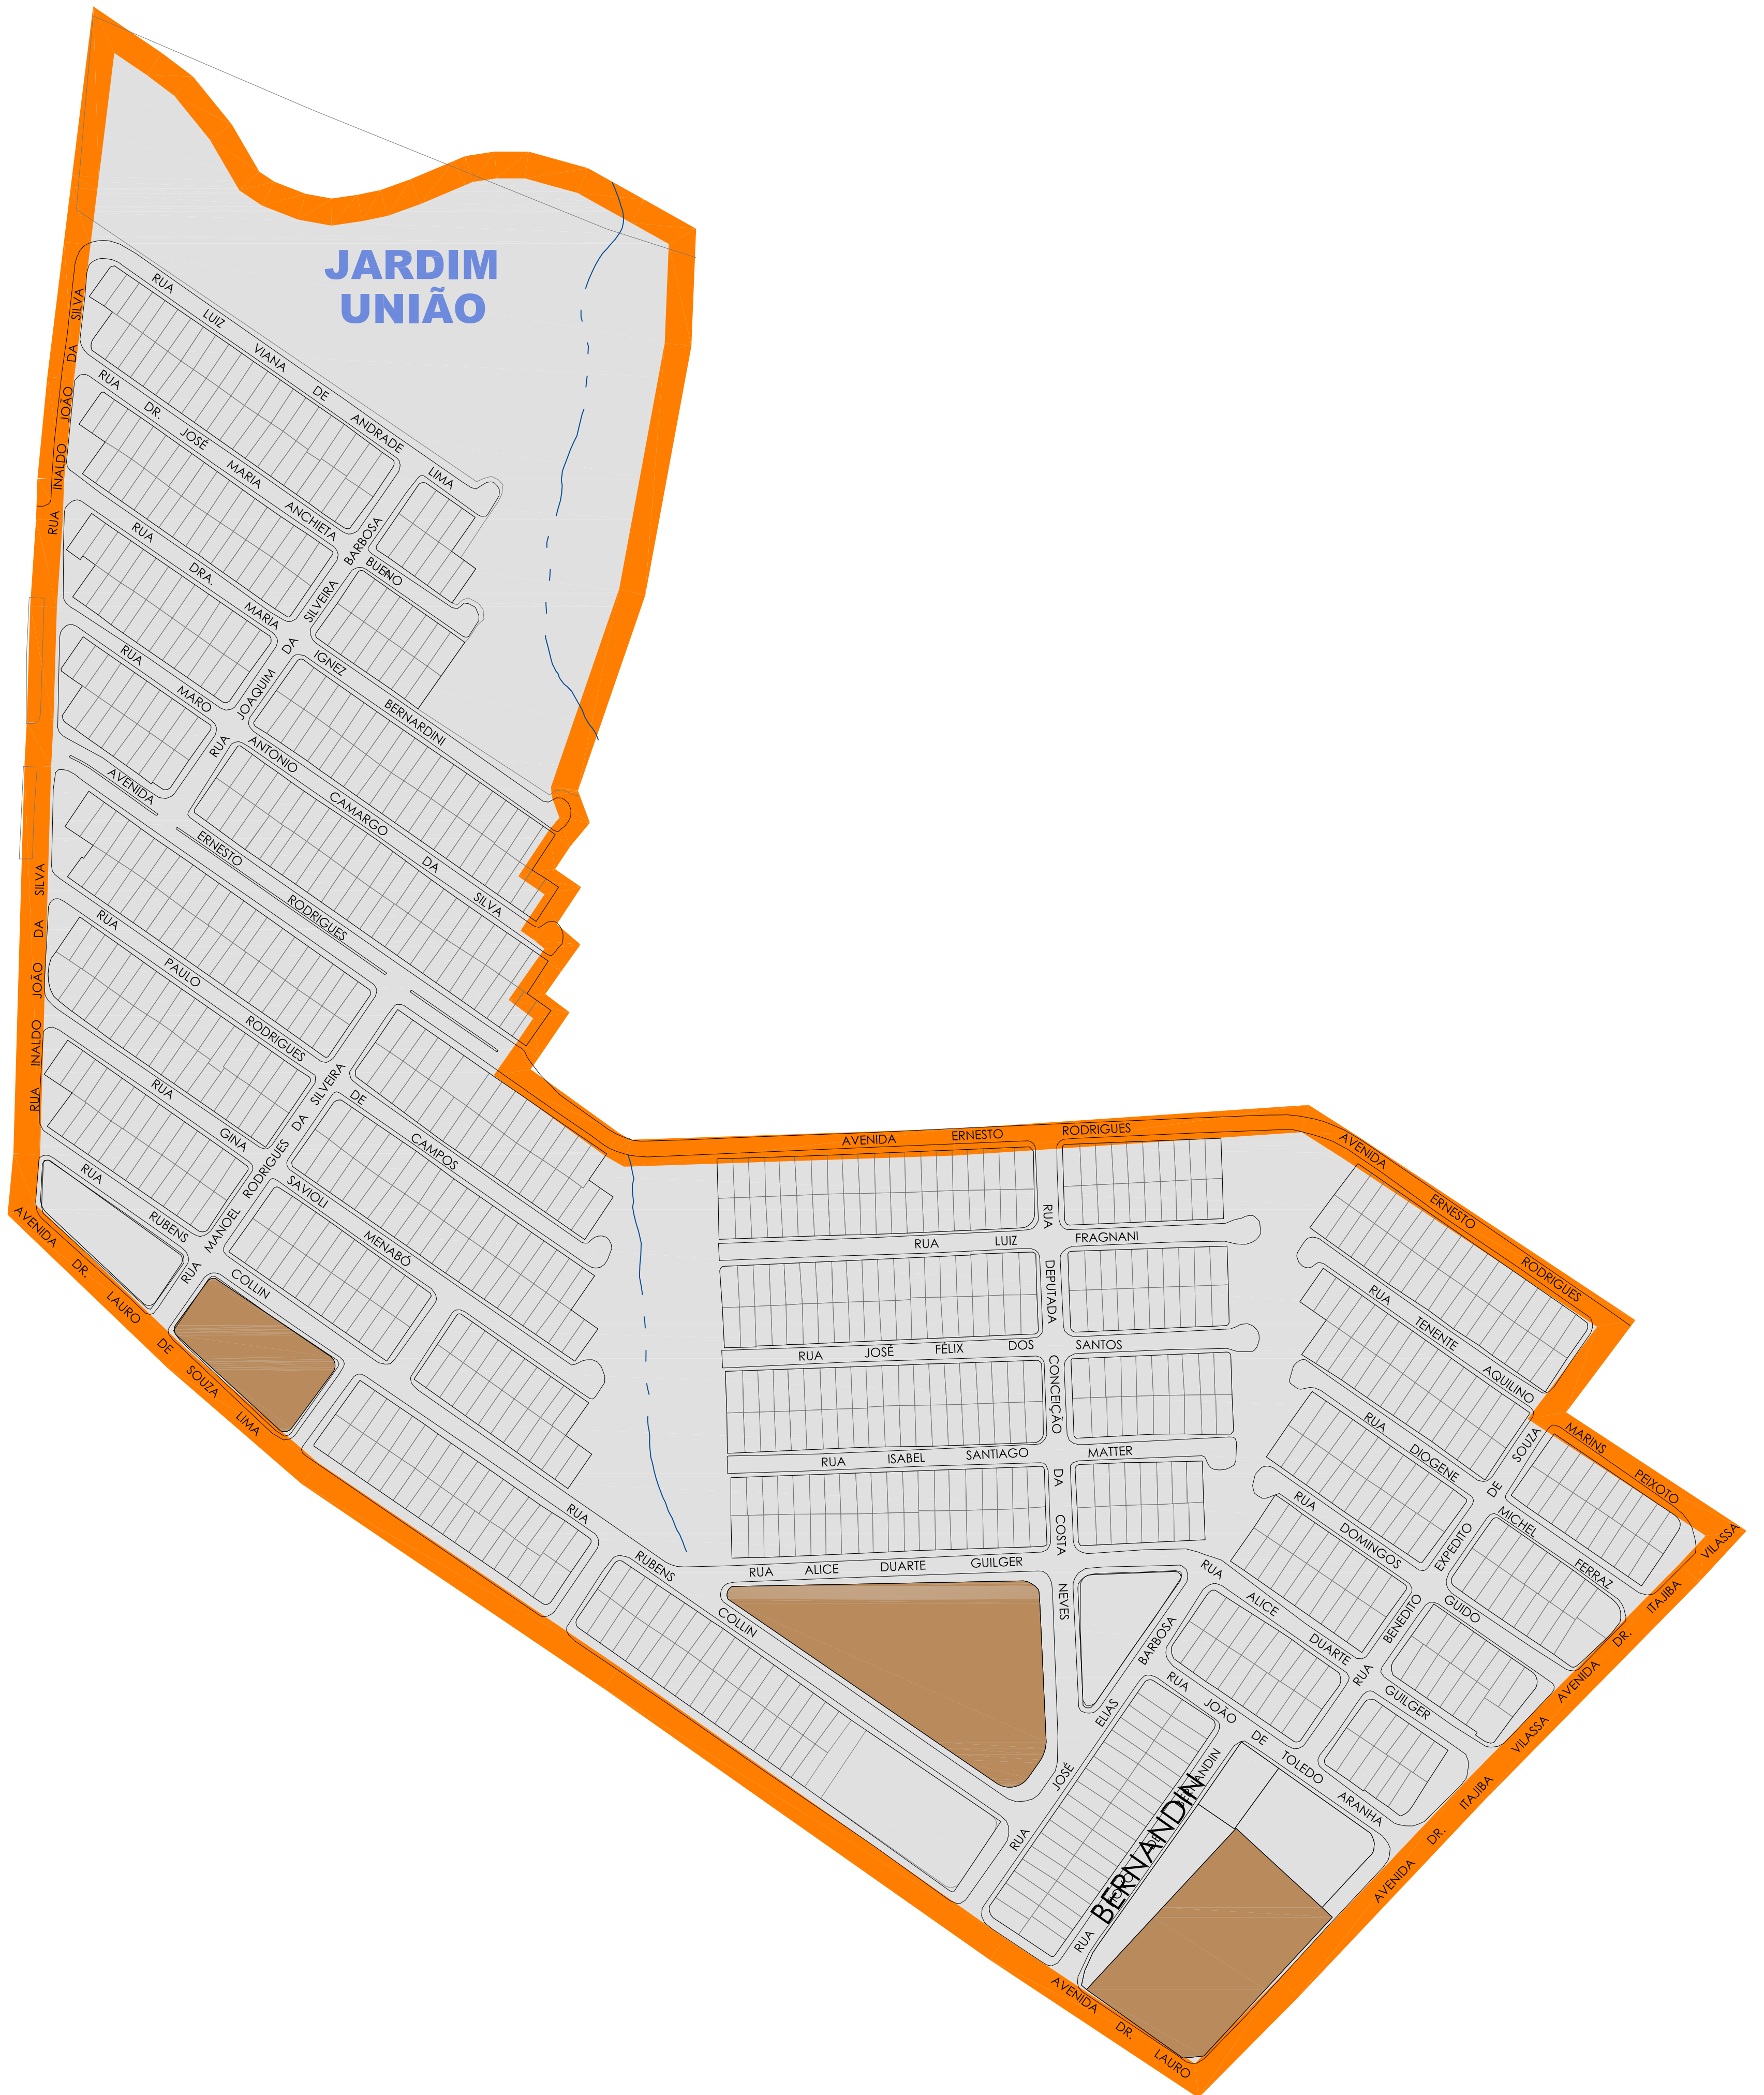 JARDIM
UNIÃO
RUA LUIZ VIANA DE ANDRADE LIMA
RUA DR. JOSÉ MARIA ANCHIETA BUENO
RUA DRA. MARIA IGNEZ BERNARDINI
RUA MARO ANTONIO CAMARGO DA SILVA
RUA JOAQUIM DA SILVEIRA BARBOSA
RUA INALDO JOÃO DA SILVA
AVENIDA ERNESTO RODRIGUES
RUA PAULO RODRIGUES DE CAMPOS
RUA GINA SAVIOLI MENABÓ
RUA RUBENS COLLIN
RUA MANOEL RODRIGUES DA SILVEIRA
RUA INALDO JOÃO DA SILVA
AVENIDA DR. LAURO DE SOUZA LIMA
AVENIDA ERNESTO RODRIGUES
RUA LUIZ FRAGNANI
RUA JOSÉ FÉLIX DOS SANTOS
RUA ISABEL SANTIAGO MATTER
RUA ALICE DUARTE GUILGER
RUA DEPUTADA CONCEIÇÃO DA COSTA NEVES
RUA RUBENS COLLIN
AVENIDA ERNESTO RODRIGUES
RUA TENENTE AQUILINO MARINS PEIXOTO
RUA DIOGENE MICHEL FERRAZ
RUA DOMINGOS GUIDO
RUA ALICE DUARTE GUILGER
RUA JOÃO DE TOLEDO ARANHA
RUA BENEDITO EXPEDITO DE SOUZA
RUA JOSÉ ELIAS BARBOSA
RUA
BERNANDIN
AVENIDA DR. ITAJIBA VILASSA
AVENIDA DR. ITAJIBA VILASSA
AVENIDA DR. LAURO